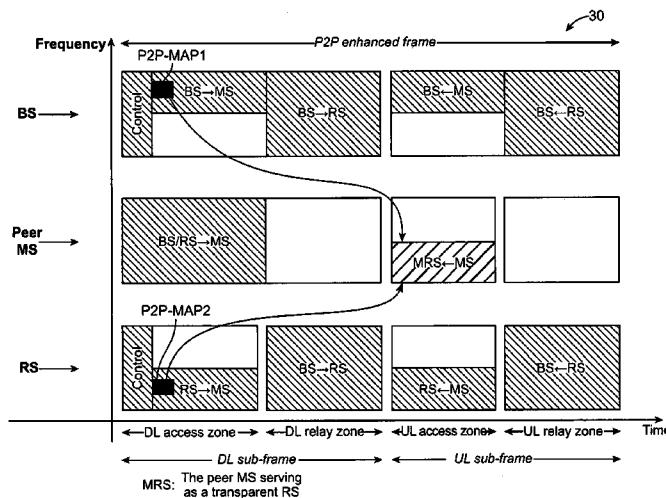 30
Frequency
P2P enhanced frame
P2P-MAP1
BS
Control
BS→MS
BS→RS
BS←MS
BS←RS
Peer
MS
BS/RS→MS
MRS←MS
P2P-MAP2
RS
Control
RS→MS
BS→RS
RS←MS
BS←RS
DL access zone
DL relay zone
UL access zone
UL relay zone
Time
DL sub-frame
UL sub-frame
MRS: The peer MS serving
as a transparent RS